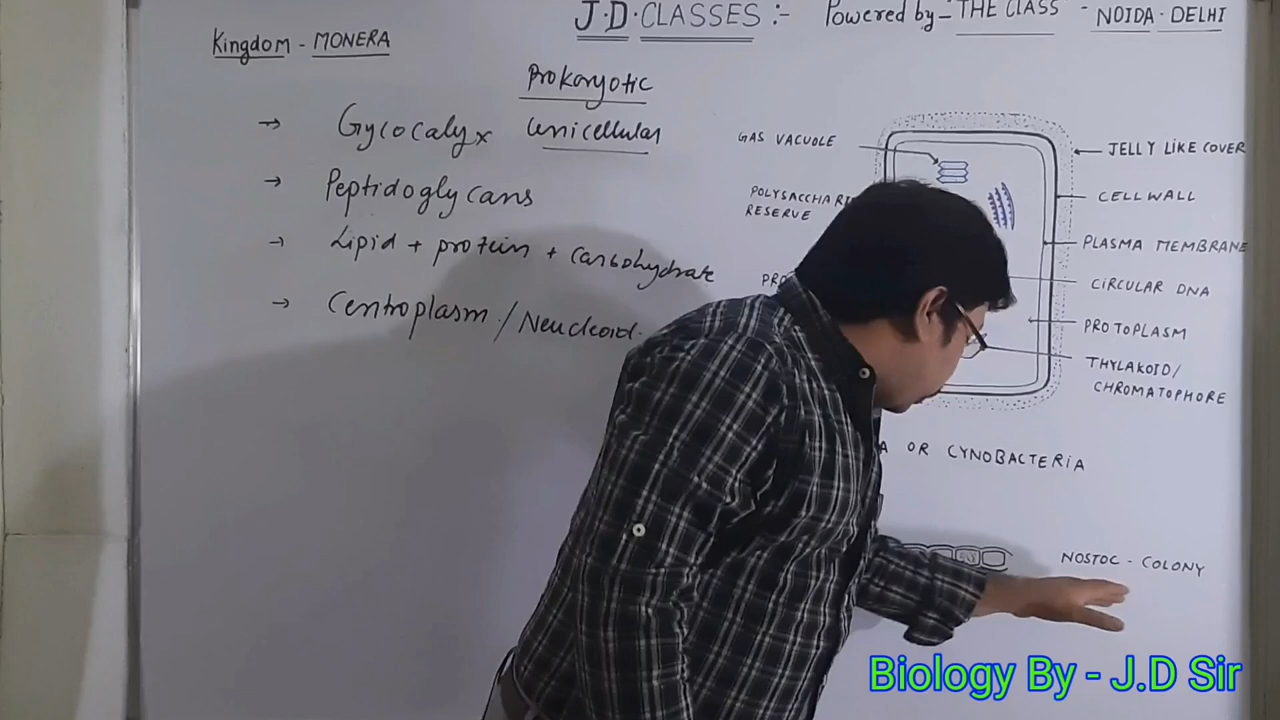 J.D.CLASSES :- Powered by - "THE CLASS" - NOIDA. DELHI
Kingdom - MONERA
Prokaryotic
→ Gycocalyx unicellular
→ Peptidoglycans
→ Lipid + protein + Carbohydrate
→ Centroplasm / Neucleoid.
GAS VACUOLE
POLYSACCHARI
RESERVE
JELLY LIKE COVER
CELL WALL
PLASMA MEMBRANE
CIRCULAR DNA
PROTOPLASM
THYLAKOID/
CHROMATOPHORE
OR CYNOBACTERIA
NOSTOC - COLONY
Biology By - J.D Sir